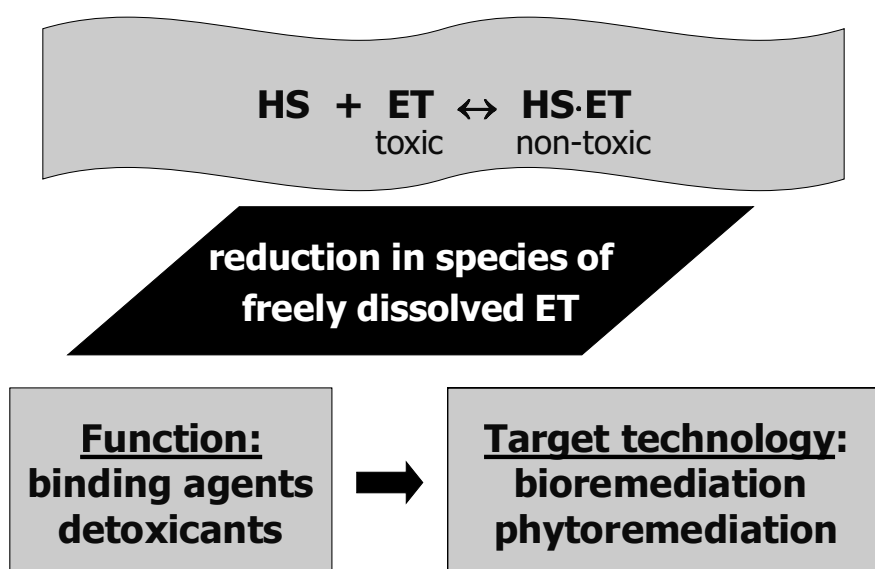 HS + ET ↔ HS·ET
toxic non-toxic
reduction in species of
freely dissolved ET
Function:
binding agents
detoxicants
Target technology:
bioremediation
phytoremediation